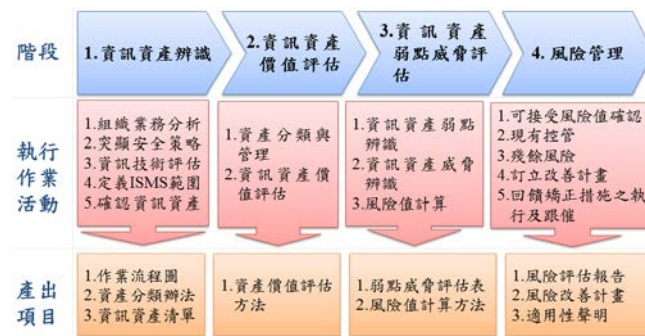 階段
1.資訊資產辨識
2.資訊資產
價值評估
3.資訊資產
弱點威脅評
估
4.風險管理
執行
作業
活動
1.組織業務分析
2.突顯安全策略
3.資訊技術評估
4.定義ISMS範圍
5.確認資訊資產
1.資產分類與
管理
2.資訊資產價
值評估
1.資訊資產弱點
辨識
2.資訊資產威脅
辨識
3.風險值計算
1.可接受風險值確認
2.現有控管
3.殘餘風險
4.訂立改善計畫
5.回饋矯正措施之執
行及跟催
產出
項目
1.作業流程圖
2.資產分類辦法
3.資訊資產清單
1.資產價值評估
方法
1.弱點威脅評估表
2.風險值計算方法
1.風險評估報告
2.風險改善計畫
3.適用性聲明